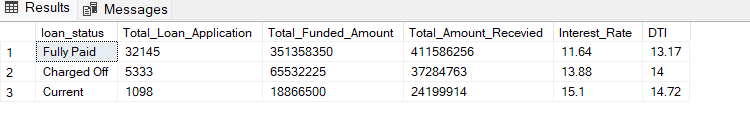 Results Messages
loan_status Total_Loan_Application Total_Funded_Amount Total_Amount_Recevied Interest_Rate DTI
1 Fully Paid 32145 351358350 411586256 11.64 13.17
2 Charged Off 5333 65532225 37284763 13.88 14
3 Current 1098 18866500 24199914 15.1 14.72